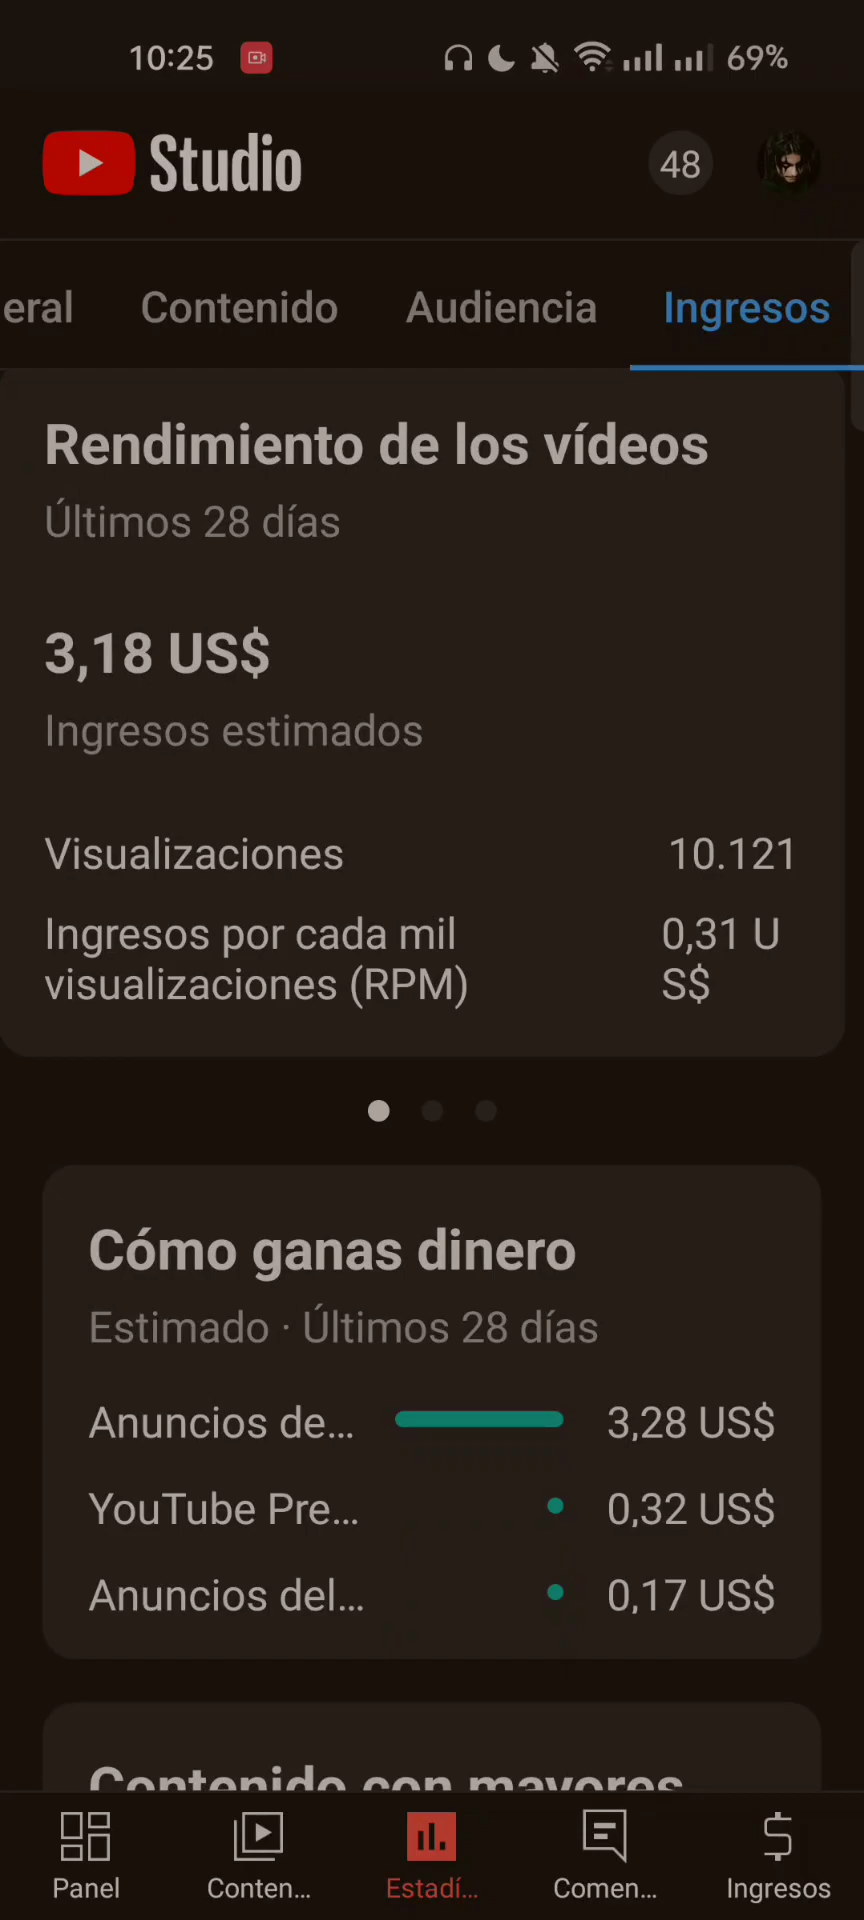 10:25
69%
Studio
48
eral Contenido Audiencia Ingresos
Rendimiento de los vídeos
Últimos 28 días
3,18 US$
Ingresos estimados
Visualizaciones 10.121
Ingresos por cada mil 0,31 U
visualizaciones (RPM) S$
Cómo ganas dinero
Estimado · Últimos 28 días
Anuncios de... 3,28 US$
YouTube Pre... 0,32 US$
Anuncios del... 0,17 US$
Contenido con mayores
Panel Conten... Estadí... Comen... Ingresos